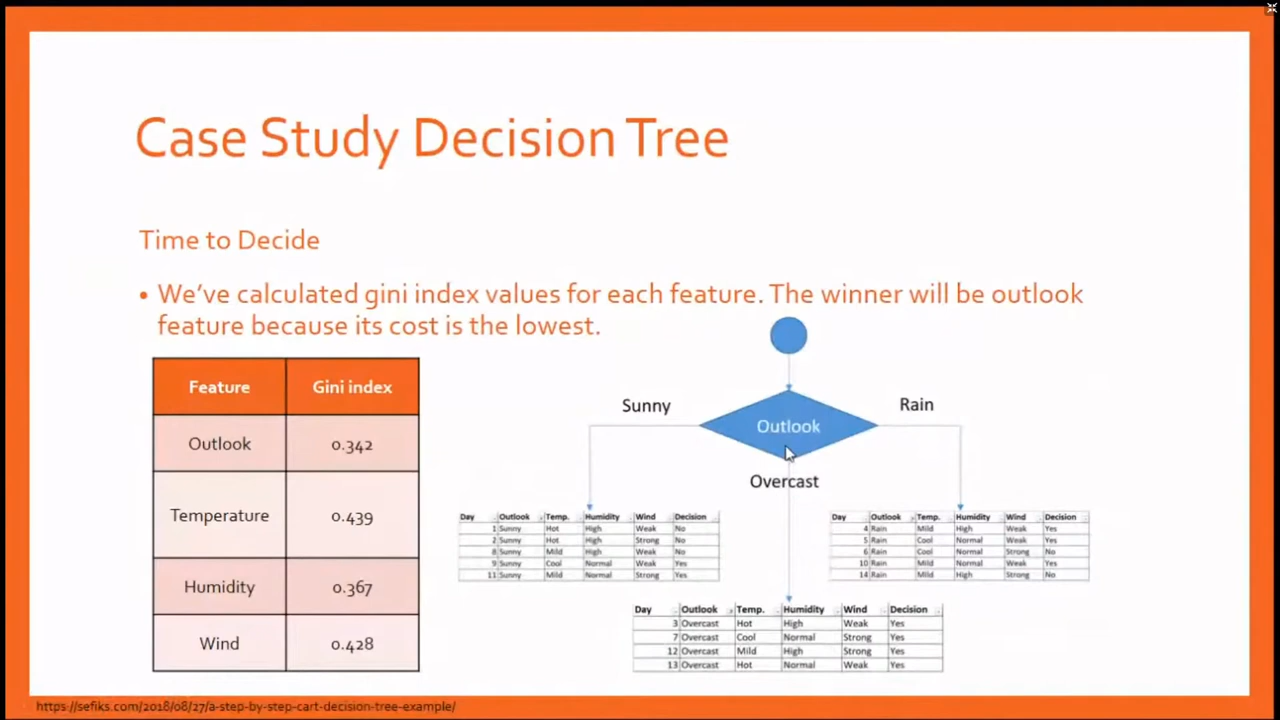 Case Study Decision Tree
Time to Decide
• We've calculated gini index values for each feature. The winner will be outlook
feature because its cost is the lowest.
Feature Gini index
Outlook 0.342
Temperature 0.439
Humidity 0.367
Wind 0.428
Sunny
Rain
Outlook
Overcast
Day Outlook Temp. Humidity Wind Decision
1 Sunny Hot High Weak No
2 Sunny Hot High Strong No
8 Sunny Mild High Weak No
9 Sunny Cool Normal Weak Yes
11 Sunny Mild Normal Strong Yes
Day Outlook Temp. Humidity Wind Decision
4 Rain Mild High Weak Yes
5 Rain Cool Normal Weak Yes
6 Rain Cool Normal Strong No
10 Rain Mild Normal Weak Yes
14 Rain Mild High Strong No
Day Outlook Temp. Humidity Wind Decision
3 Overcast Hot High Weak Yes
7 Overcast Cool Normal Strong Yes
12 Overcast Mild High Strong Yes
13 Overcast Hot Normal Weak Yes
https://sefiks.com/2018/08/27/a-step-by-step-cart-decision-tree-example/